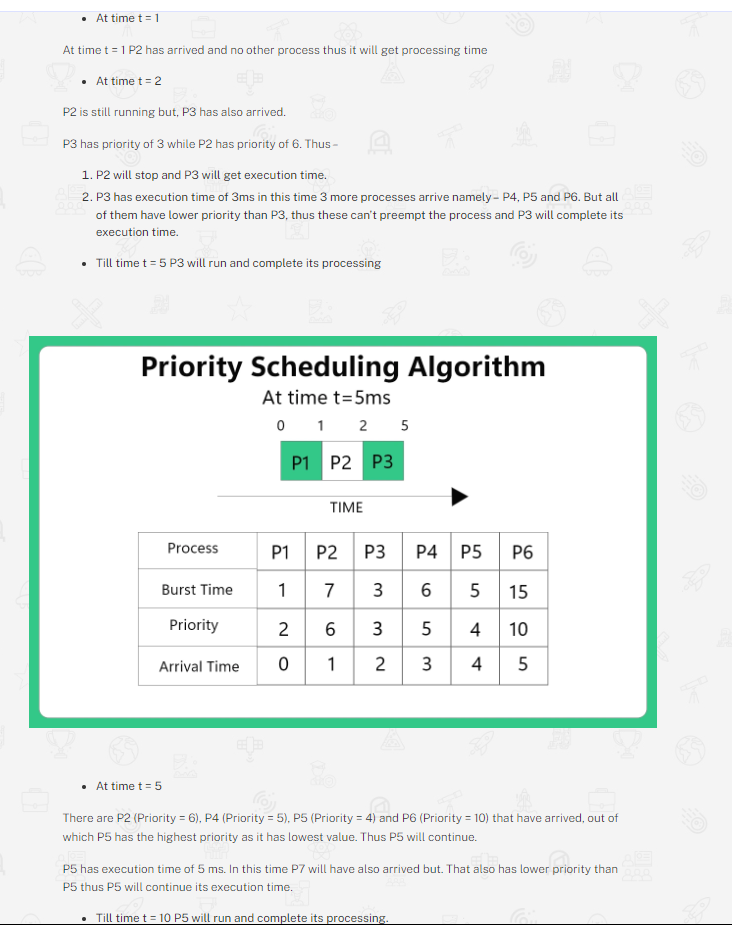 • At time t = 1
At time t = 1 P2 has arrived and no other process thus it will get processing time
• At time t = 2
P2 is still running but, P3 has also arrived.
P3 has priority of 3 while P2 has priority of 6. Thus –
1. P2 will stop and P3 will get execution time.
2. P3 has execution time of 3ms in this time 3 more processes arrive namely – P4, P5 and P6. But all
of them have lower priority than P3, thus these can't preempt the process and P3 will complete its
execution time.
• Till time t = 5 P3 will run and complete its processing
Priority Scheduling Algorithm
At time t=5ms
0 1 2 5
P1 P2 P3
TIME
Process P1 P2 P3 P4 P5 P6
Burst Time 1 7 3 6 5 15
Priority 2 6 3 5 4 10
Arrival Time 0 1 2 3 4 5
• At time t = 5
There are P2 (Priority = 6), P4 (Priority = 5), P5 (Priority = 4) and P6 (Priority = 10) that have arrived, out of
which P5 has the highest priority as it has lowest value. Thus P5 will continue.
P5 has execution time of 5 ms. In this time P7 will have also arrived but. That also has lower priority than
P5 thus P5 will continue its execution time.
• Till time t = 10 P5 will run and complete its processing.